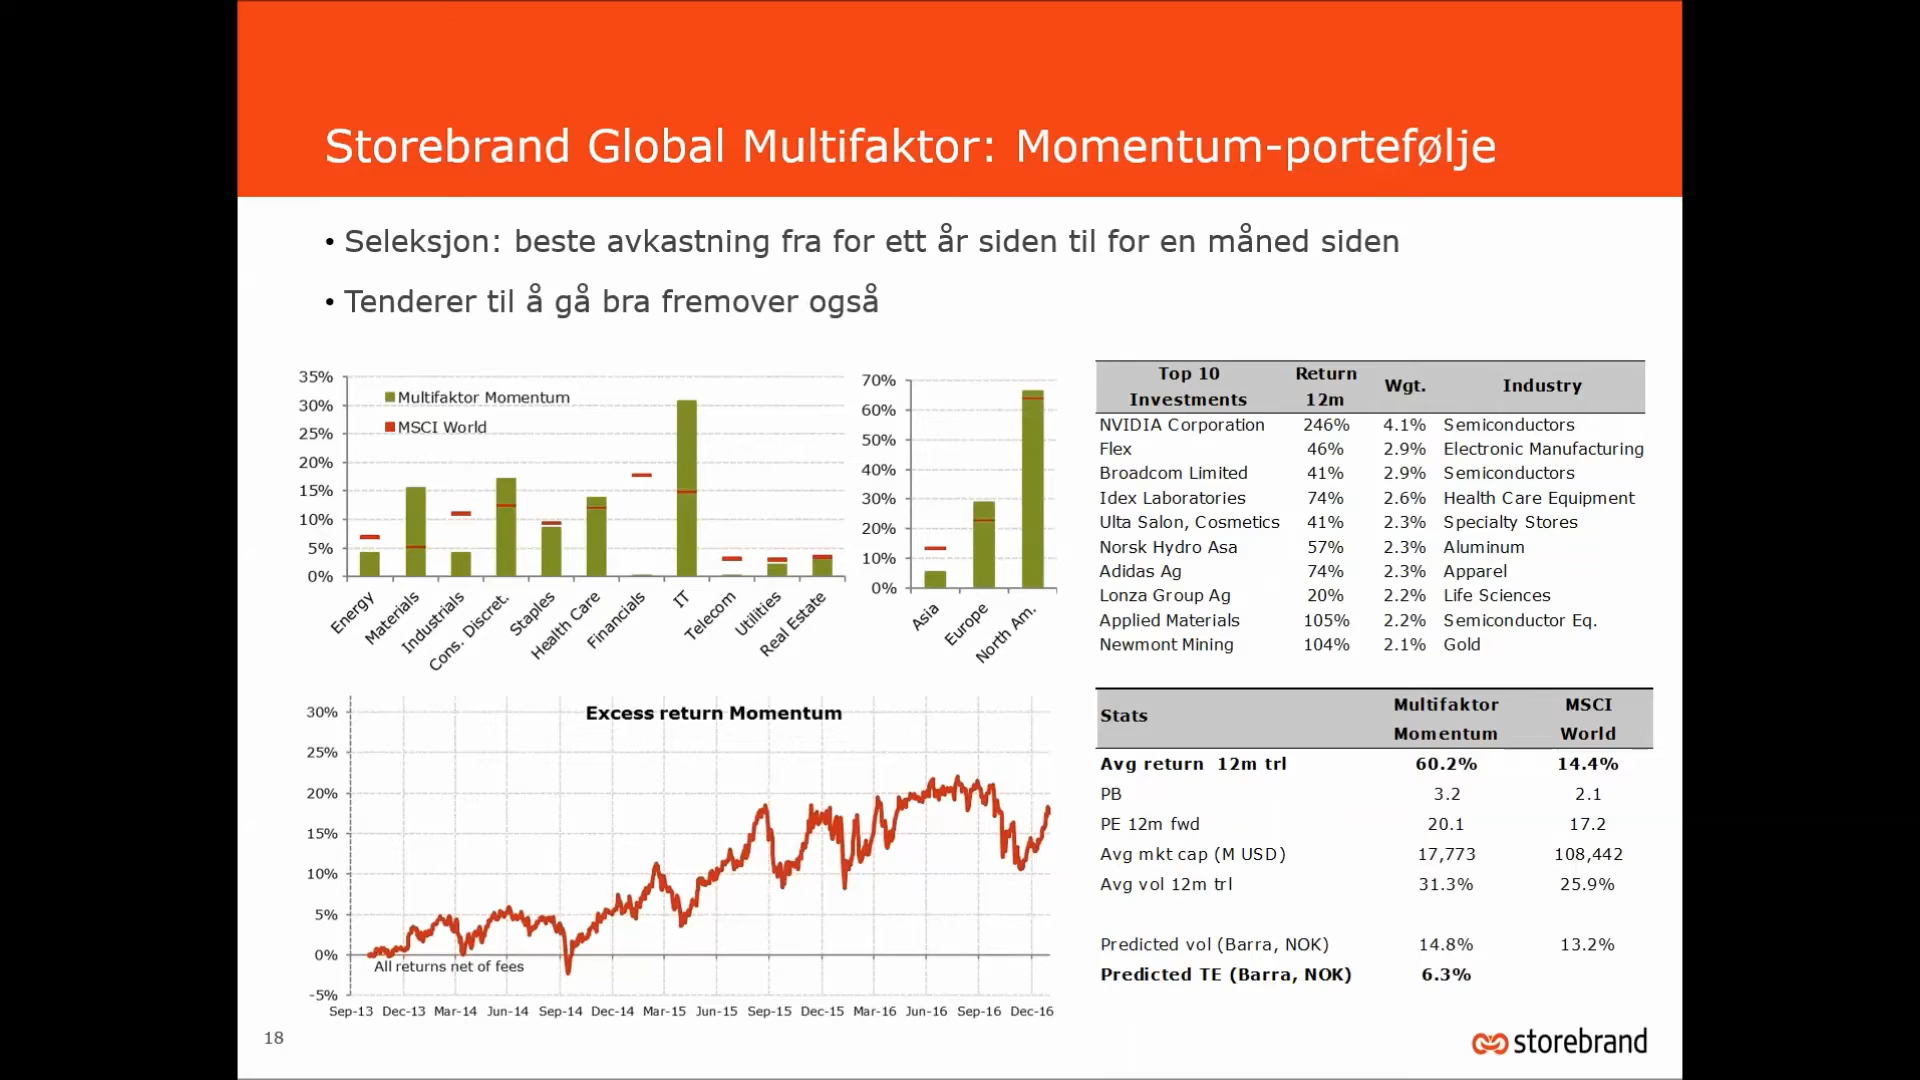 Storebrand Global Multifaktor: Momentum-portefølje
• Seleksjon: beste avkastning fra for ett år siden til for en måned siden
• Tenderer til å gå bra fremover også
35%
30%
25%
20%
15%
10%
5%
0%
Multifaktor Momentum
MSCI World
Energy
Materials
Industrials
Cons. Discret.
Staples
Health Care
Financials
IT
Telecom
Utilities
Real Estate
70%
60%
50%
40%
30%
20%
10%
0%
Asia
Europe
North Am.
Top 10 Investments Return 12m Wgt. Industry
NVIDIA Corporation 246% 4.1% Semiconductors
Flex 46% 2.9% Electronic Manufacturing
Broadcom Limited 41% 2.9% Semiconductors
Idex Laboratories 74% 2.6% Health Care Equipment
Ulta Salon, Cosmetics 41% 2.3% Specialty Stores
Norsk Hydro Asa 57% 2.3% Aluminum
Adidas Ag 74% 2.3% Apparel
Lonza Group Ag 20% 2.2% Life Sciences
Applied Materials 105% 2.2% Semiconductor Eq.
Newmont Mining 104% 2.1% Gold
Excess return Momentum
30%
25%
20%
15%
10%
5%
0%
-5%
All returns net of fees
Sep-13 Dec-13 Mar-14 Jun-14 Sep-14 Dec-14 Mar-15 Jun-15 Sep-15 Dec-15 Mar-16 Jun-16 Sep-16 Dec-16
Stats Multifaktor Momentum MSCI World
Avg return 12m trl 60.2% 14.4%
PB 3.2 2.1
PE 12m fwd 20.1 17.2
Avg mkt cap (M USD) 17,773 108,442
Avg vol 12m trl 31.3% 25.9%
Predicted vol (Barra, NOK) 14.8% 13.2%
Predicted TE (Barra, NOK) 6.3%
18
storebrand